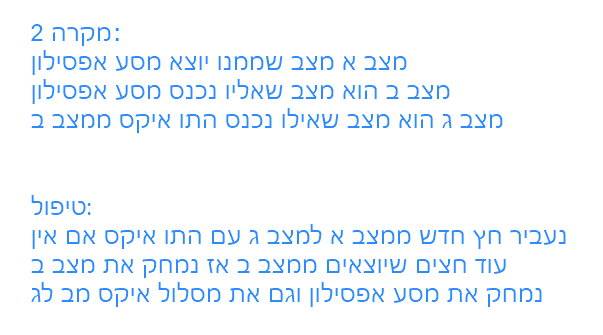 מקרה 2:
מצב א מצב שממנו יוצא מסע אפסילון
מצב ב הוא מצב שאליו נכנס מסע אפסילון
מצב ג הוא מצב שאילו נכנס התו איקס ממצב ב
טיפול:
נעביר חץ חדש ממצב א למצב ג עם התו איקס אם אין
עוד חצים שיוצאים ממצב ב אז נמחק את מצב ב
נמחק את מסע אפסילון וגם את מסלול איקס מב לג